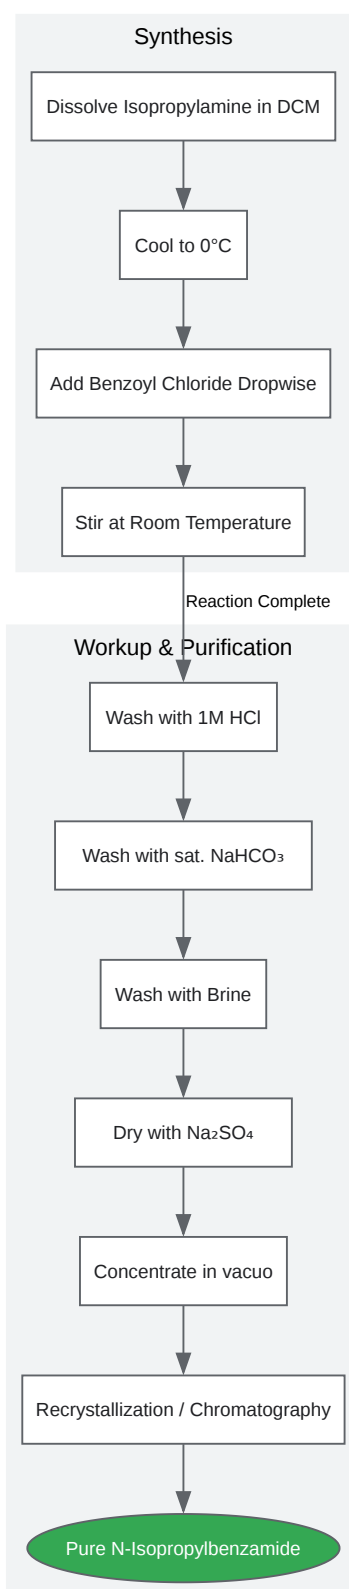 Synthesis
Dissolve Isopropylamine in DCM
Cool to 0°C
Add Benzoyl Chloride Dropwise
Stir at Room Temperature
Reaction Complete
Workup & Purification
Wash with 1M HCl
Wash with sat. NaHCO₃
Wash with Brine
Dry with Na₂SO₄
Concentrate in vacuo
Recrystallization / Chromatography
Pure N-Isopropylbenzamide